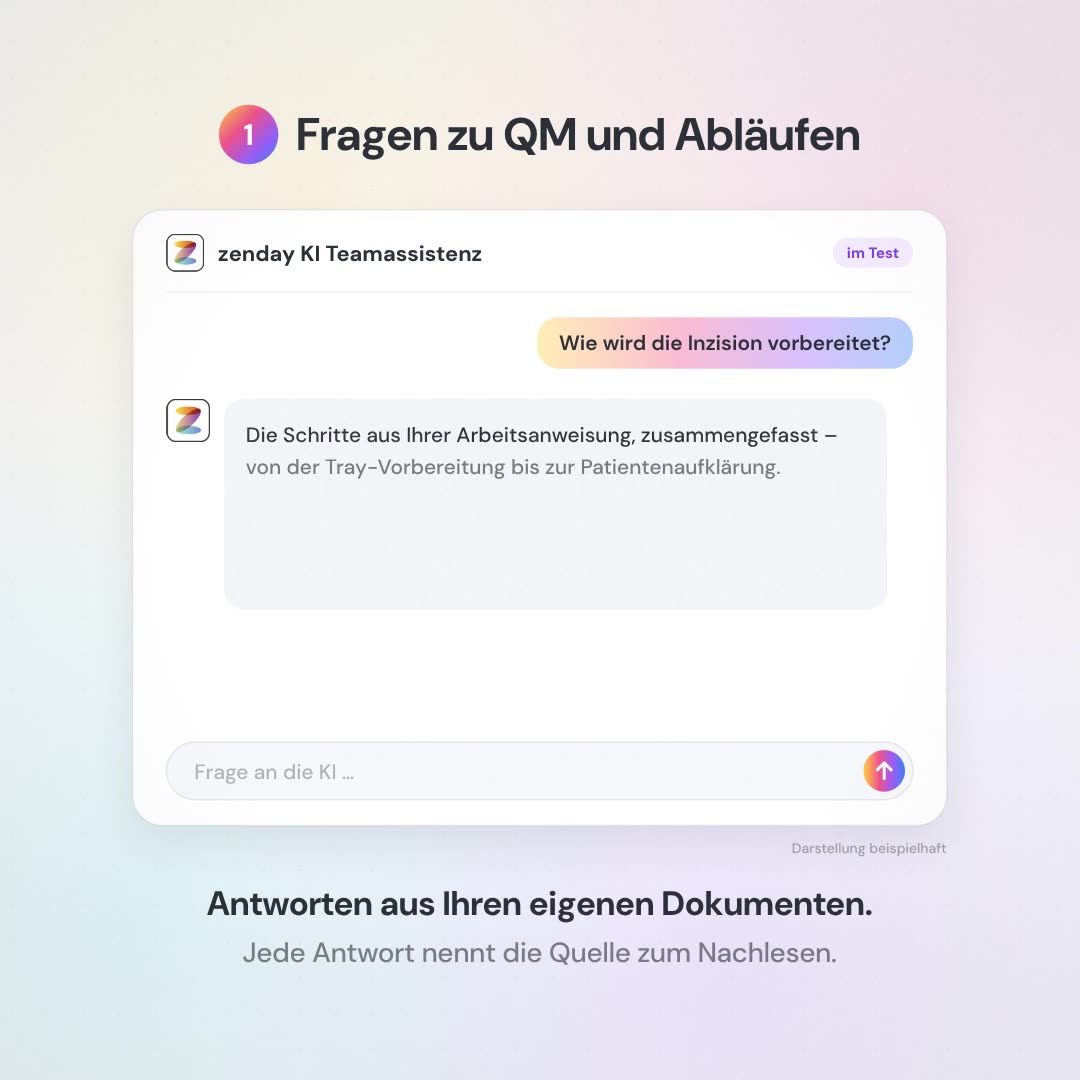 1 Fragen zu QM und Abläufen
zenday KI Teamassistenz
im Test
Wie wird die Inzision vorbereitet?
Die Schritte aus Ihrer Arbeitsanweisung, zusammengefasst –
von der Tray-Vorbereitung bis zur Patientenaufklärung.
Frage an die KI ...
Darstellung beispielhaft
Antworten aus Ihren eigenen Dokumenten.
Jede Antwort nennt die Quelle zum Nachlesen.